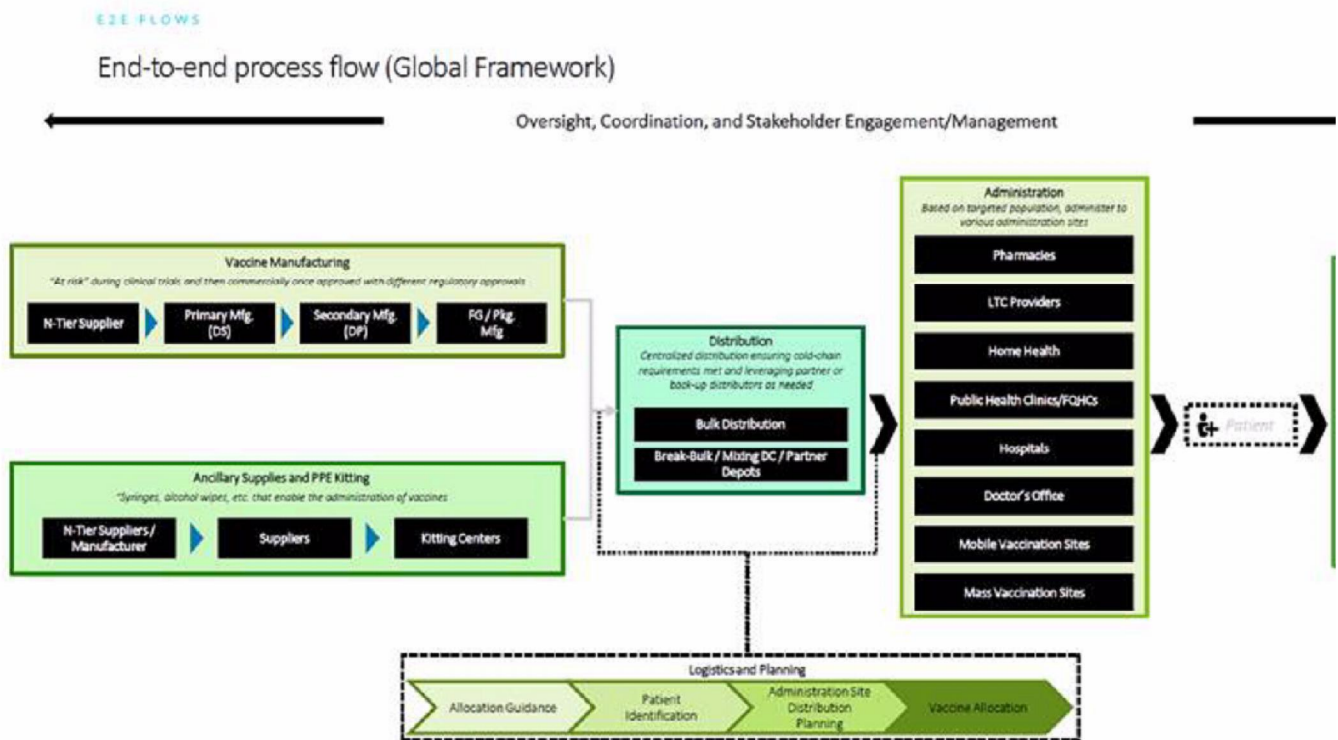 E2E FLOWS
End-to-end process flow (Global Framework)
Oversight, Coordination, and Stakeholder Engagement/Management
Vaccine Manufacturing
"At risk" during clinical trials and then commercially once approved with different regulatory approvals
N-Tier Supplier
Primary Mfg.
(DS)
Secondary Mfg.
(DP)
FG / Pkg.
Mfg
Ancillary Supplies and PPE Kitting
"Syringes, alcohol wipes, etc. that enable the administration of vaccines
N-Tier Suppliers /
Manufacturer
Suppliers
Kitting Centers
Distribution
Centralized distribution ensuring cold-chain
requirements met and leveraging partner or
back-up distributors as needed
Bulk Distribution
Break-Bulk / Mixing DC / Partner
Depots
Administration
Based on targeted population, administer to
various administration sites
Pharmacies
LTC Providers
Home Health
Public Health Clinics/FQHCs
Hospitals
Doctor's Office
Mobile Vaccination Sites
Mass Vaccination Sites
Patient
Logistics and Planning
Allocation Guidance
Patient
Identification
Administration Site
Distribution
Planning
Vaccine Allocation